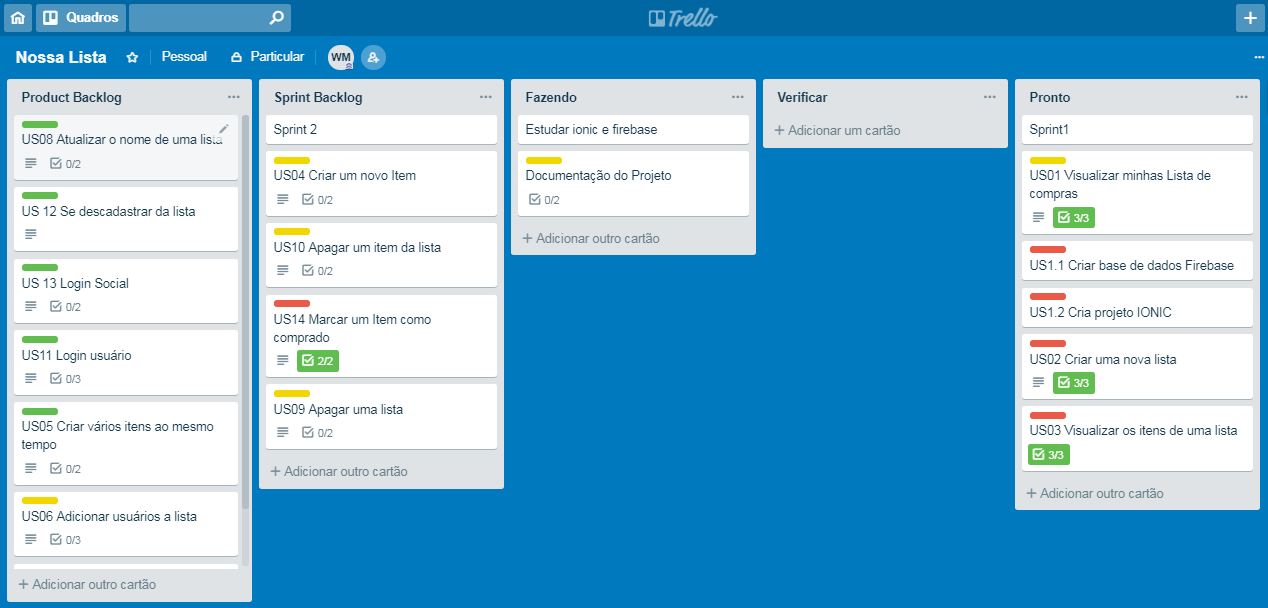 Quadros
Trello
Nossa Lista
Pessoal
Particular
WM
Product Backlog
US08 Atualizar o nome de uma lista
0/2
US 12 Se descadastrar da lista
US 13 Login Social
0/2
US11 Login usuário
0/3
US05 Criar vários itens ao mesmo
tempo
0/2
US06 Adicionar usuários a lista
0/3
+ Adicionar outro cartão
Sprint Backlog
Sprint 2
US04 Criar um novo Item
0/2
US10 Apagar um item da lista
0/2
US14 Marcar um Item como
comprado
2/2
US09 Apagar uma lista
0/2
+ Adicionar outro cartão
Fazendo
Estudar ionic e firebase
Documentação do Projeto
0/2
+ Adicionar outro cartão
Verificar
+ Adicionar um cartão
Pronto
Sprint1
US01 Visualizar minhas Lista de
compras
3/3
US1.1 Criar base de dados Firebase
US1.2 Cria projeto IONIC
US02 Criar uma nova lista
3/3
US03 Visualizar os itens de uma lista
3/3
+ Adicionar outro cartão